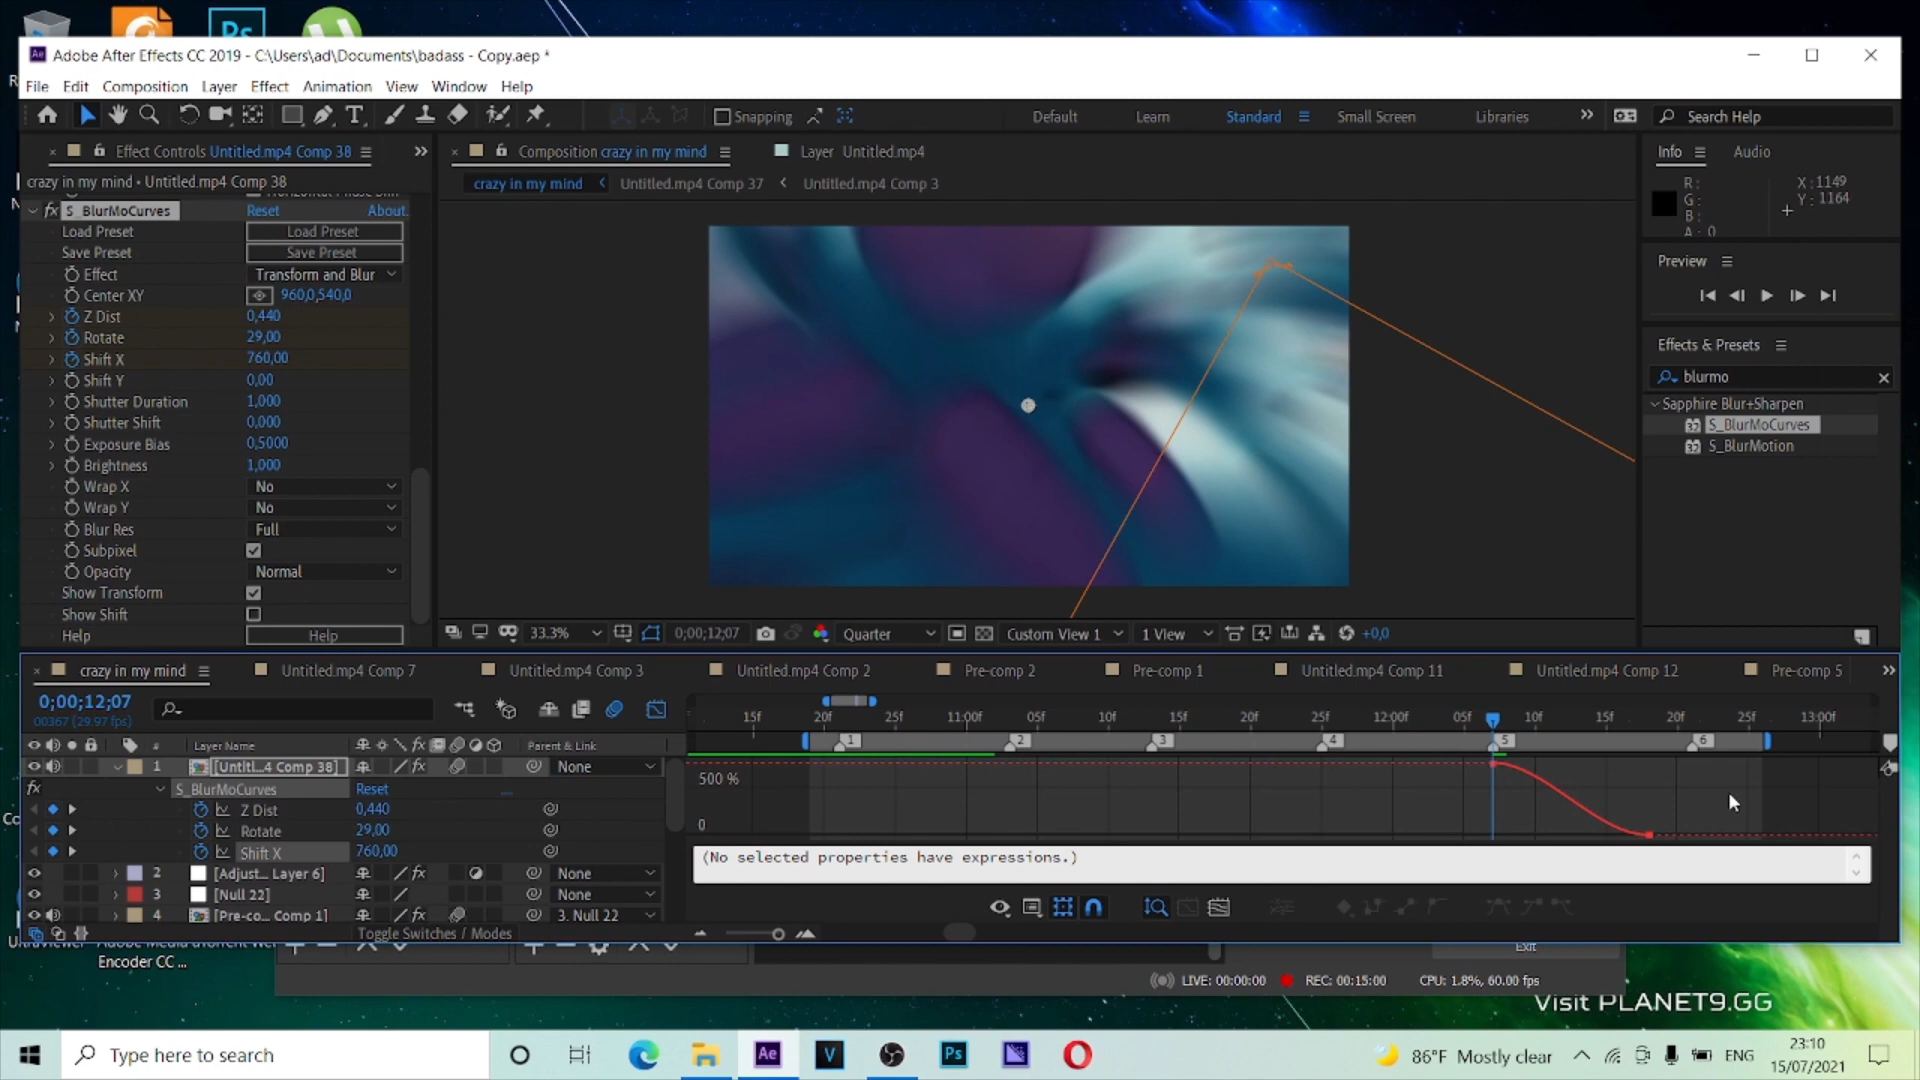 Adobe After Effects CC 2019 - C:\Users\ad\Documents\badass - Copy.aep *
File Edit Composition Layer Effect Animation View Window Help
Snapping Default Learn Standard Small Screen Libraries Search Help
Effect Controls Untitled.mp4 Comp 38
Composition crazy in my mind
Layer Untitled.mp4
Info Audio
crazy in my mind • Untitled.mp4 Comp 38
crazy in my mind Untitled.mp4 Comp 37 Untitled.mp4 Comp 3
R:
G:
B:
A: 0
X: 1149
Y: 1164
fx S_BlurMoCurves Reset About.
Load Preset Load Preset
Save Preset Save Preset
Effect Transform and Blur
Center XY 960,0,540,0
Z Dist 0,440
Rotate 29,00
Shift X 760,00
Shift Y 0,00
Shutter Duration 1,000
Shutter Shift 0,000
Exposure Bias 0,5000
Brightness 1,000
Wrap X No
Wrap Y No
Blur Res Full
Subpixel
Opacity Normal
Show Transform
Show Shift
Help Help
Preview
Effects & Presets
blurmo
Sapphire Blur+Sharpen
S_BlurMoCurves
S_BlurMotion
33.3% 0;00;12;07 Quarter Custom View 1 1 View +0,0
crazy in my mind Untitled.mp4 Comp 7 Untitled.mp4 Comp 3 Untitled.mp4 Comp 2 Pre-comp 2 Pre-comp 1 Untitled.mp4 Comp 11 Untitled.mp4 Comp 12 Pre-comp 5
0;00;12;07
00367 (29.97 fps)
15f 20f 25f 11:00f 05f 10f 15f 20f 25f 12:00f 05f 10f 15f 20f 25f 13:00f
1 2 3 4 5 6
# Layer Name fx Parent & Link
1 [Untitl...4 Comp 38] fx None
fx S_BlurMoCurves Reset
Z Dist 0,440
Rotate 29,00
Shift X 760,00
2 [Adjust... Layer 6] fx None
3 [Null 22] None
4 [Pre-co... Comp 1] fx 3. Null 22
Toggle Switches / Modes
500 %
0
(No selected properties have expressions.)
Encoder CC ...
Exit
LIVE: 00:00:00 REC: 00:15:00 CPU: 1.8%, 60.00 fps
Visit PLANET9.GG
Type here to search
Ae V Ps
86°F Mostly clear ENG
23:10
15/07/2021